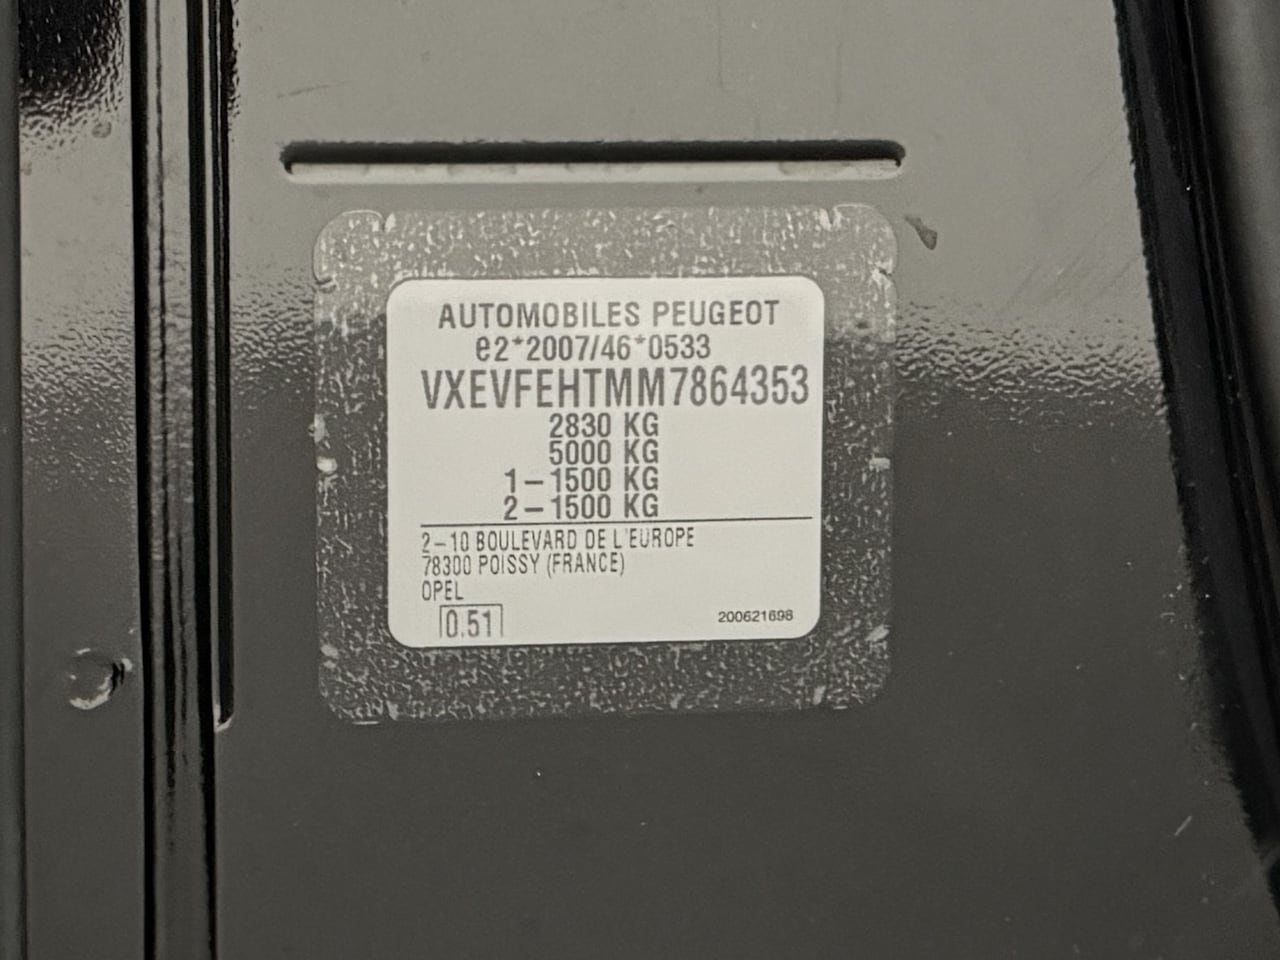 AUTOMOBILES PEUGEOT
e2*2007/46*0533
VXEVFEHTMM7864353
2830 KG
5000 KG
1-1500 KG
2-1500 KG
2-10 BOULEVARD DE L'EUROPE
78300 POISSY (FRANCE)
OPEL
0.51
200621698